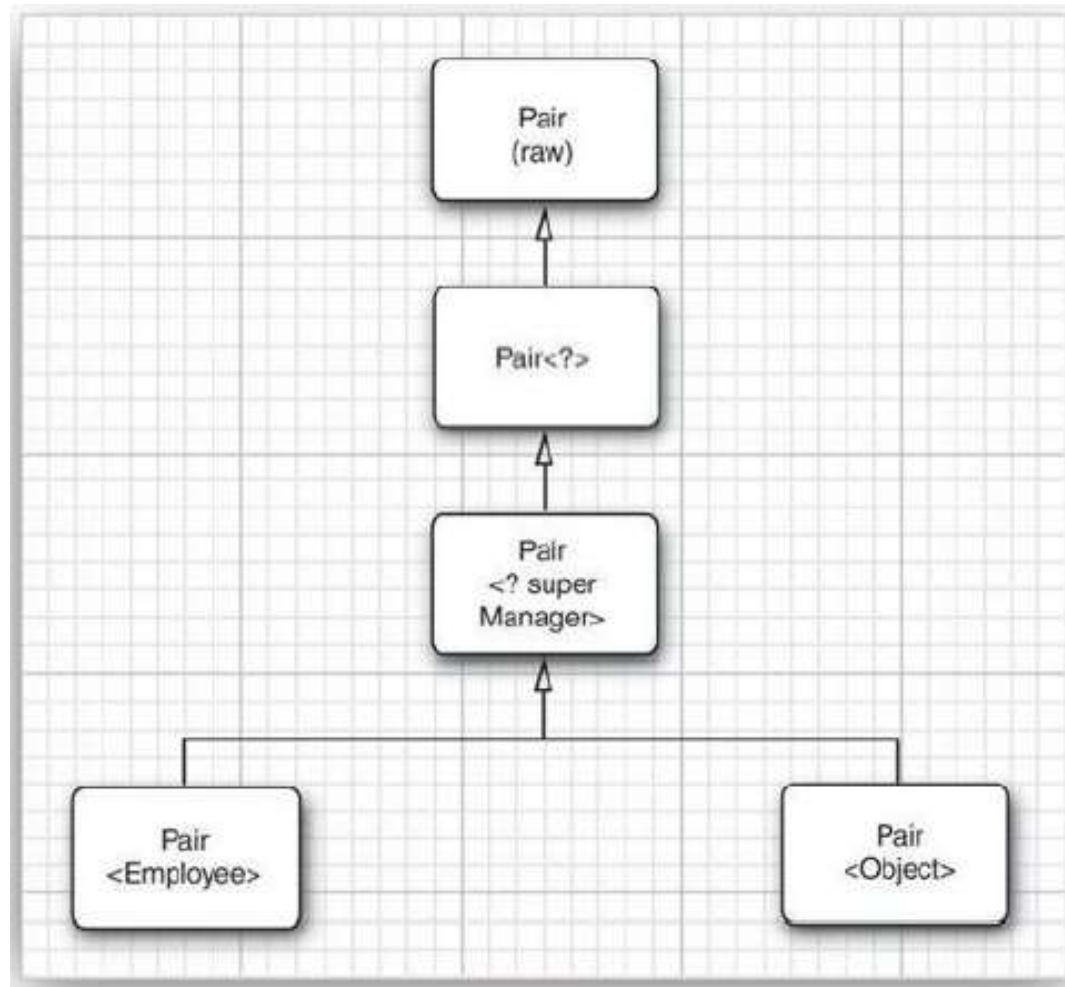 Pair
(raw)
Pair<?>
Pair
<? super
Manager>
Pair
<Employee>
Pair
<Object>